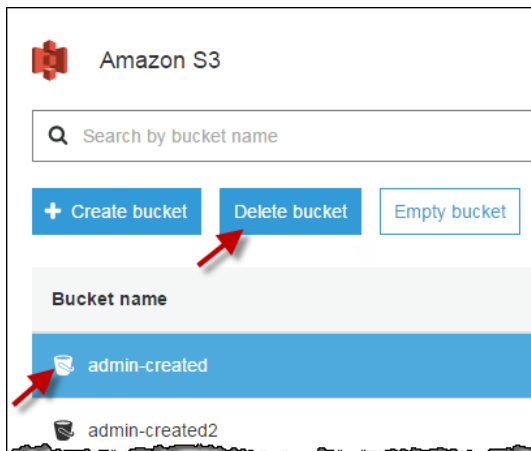 Amazon S3
Search by bucket name
+ Create bucket Delete bucket Empty bucket
Bucket name
admin-created
admin-created2